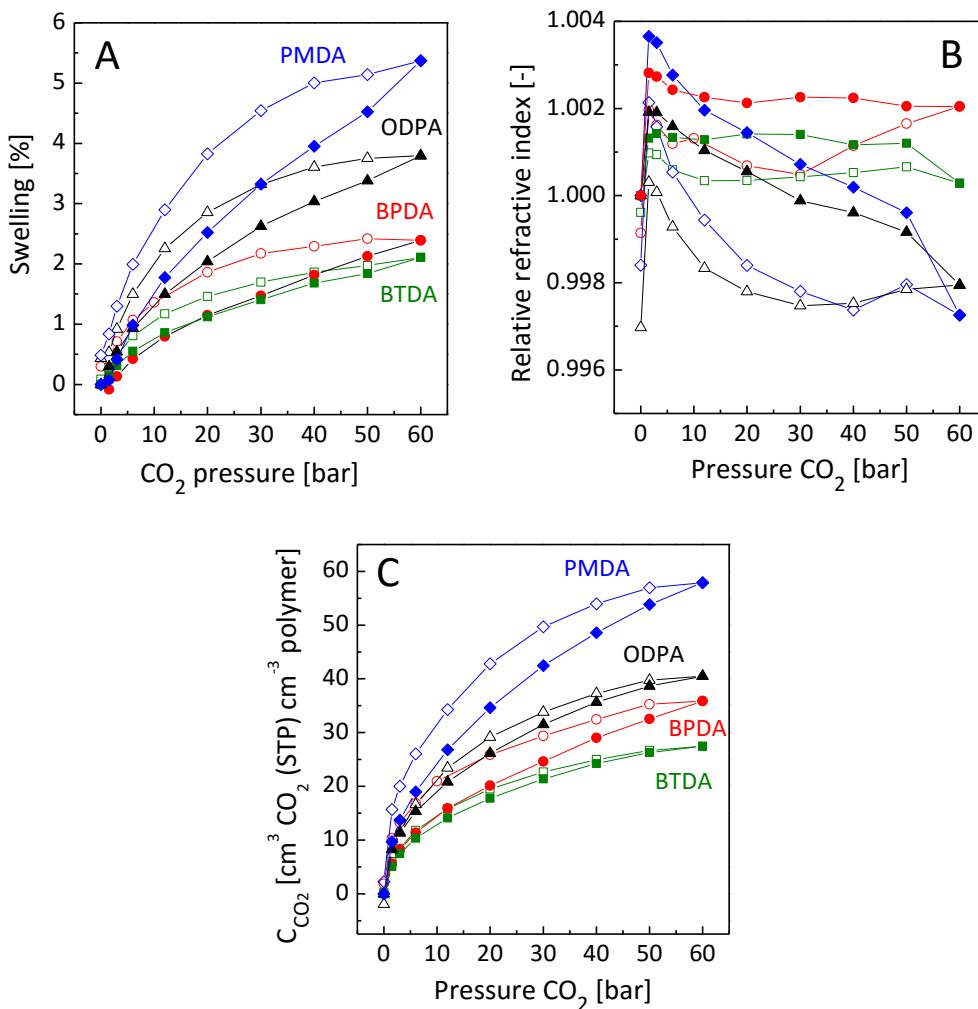 A
PMDA
ODPA
BPDA
BTDA
Swelling [%]
6
5
4
3
2
1
0
0 10 20 30 40 50 60
CO₂ pressure [bar]
B
Relative refractive index [-]
1.004
1.002
1.000
0.998
0.996
0 10 20 30 40 50 60
Pressure CO₂ [bar]
C
PMDA
ODPA
BPDA
BTDA
C_CO₂ [cm³ CO₂ (STP) cm⁻³ polymer]
60
50
40
30
20
10
0
0 10 20 30 40 50 60
Pressure CO₂ [bar]